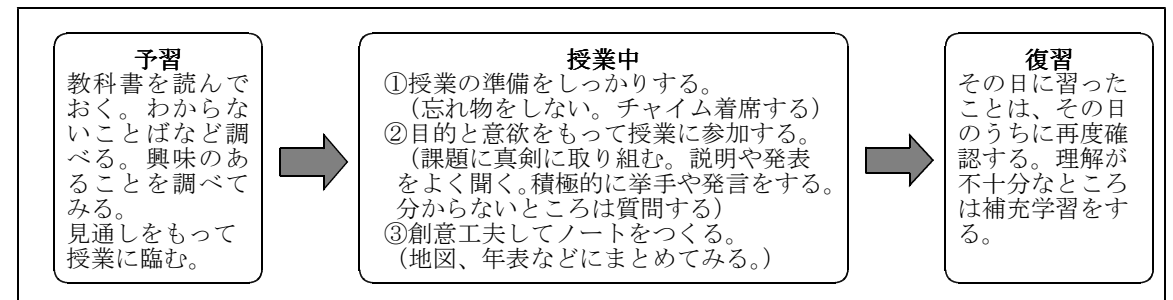 予習
教科書を読んで
おく。わからな
いことばなど調
べる。興味のあ
ることを調べて
みる。
見通しをもって
授業に臨む。
授業中
①授業の準備をしっかりする。
（忘れ物をしない。チャイム着席する）
②目的と意欲をもって授業に参加する。
（課題に真剣に取り組む。説明や発表
をよく聞く。積極的に挙手や発言をする。
分からないところは質問する）
③創意工夫してノートをつくる。
（地図、年表などにまとめてみる。）
復習
その日に習った
ことは、その日
のうちに再度確
認する。理解が
不十分なところ
は補充学習をす
る。